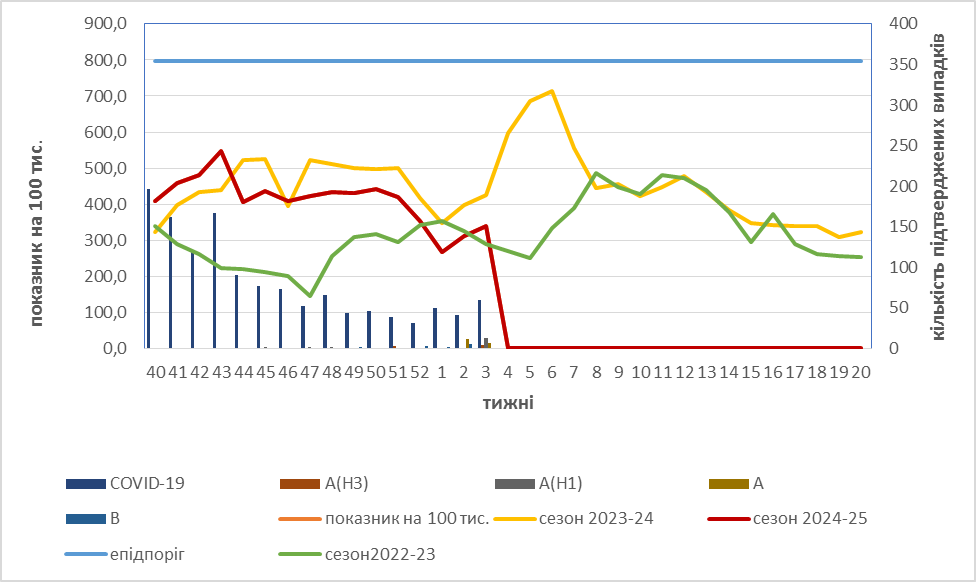 900,0
800,0
700,0
600,0
500,0
400,0
300,0
200,0
100,0
0,0
показник на 100 тис.
400
350
300
250
200
150
100
50
0
кількість підтверджених випадків
40 41 42 43 44 45 46 47 48 49 50 51 52 1 2 3 4 5 6 7 8 9 10 11 12 13 14 15 16 17 18 19 20
тижні
COVID-19 A(H3) A(H1) A
B показник на 100 тис. сезон 2023-24 сезон 2024-25
епідпоріг сезон2022-23